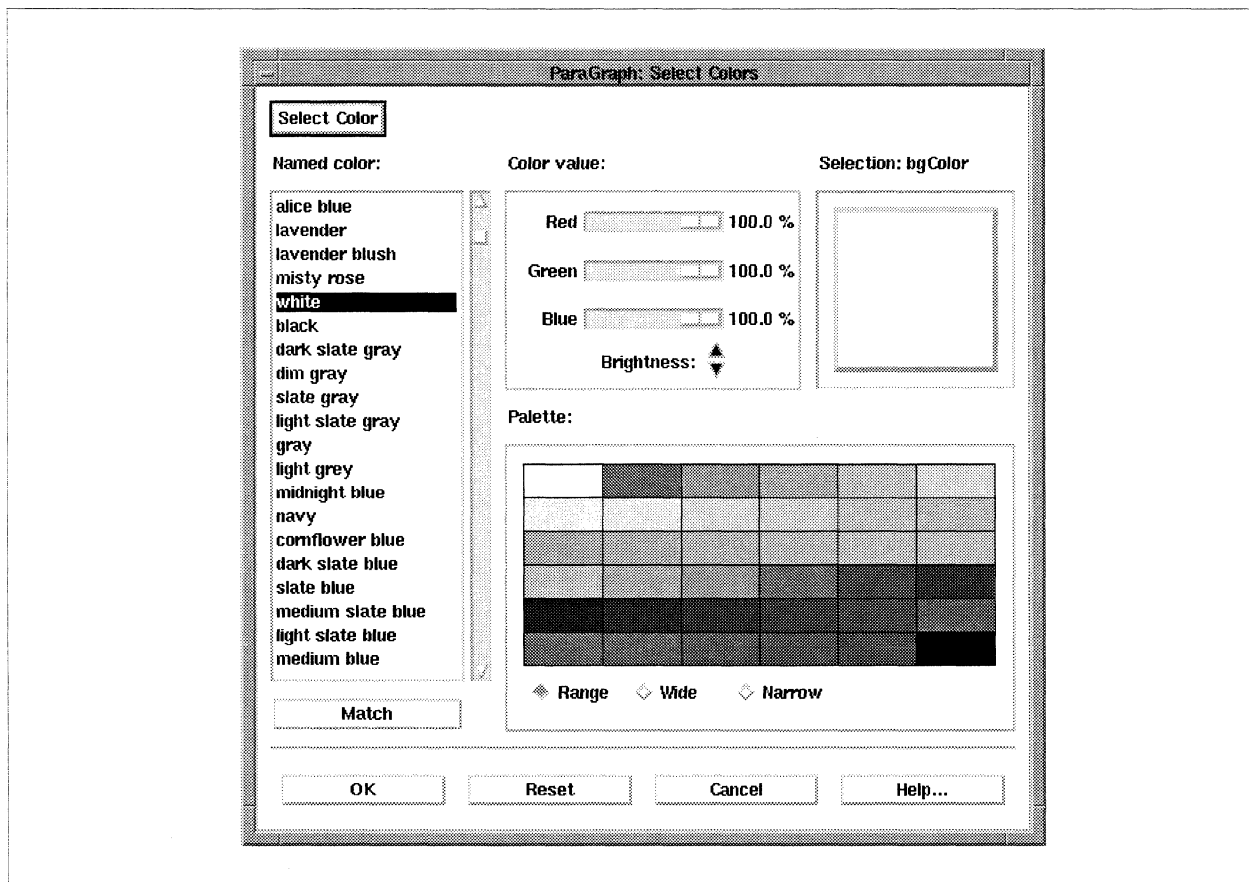 ParaGraph: Select Colors
Select Color
Named color:
alice blue
lavender
lavender blush
misty rose
white
black
dark slate gray
dim gray
slate gray
light slate gray
gray
light grey
midnight blue
navy
cornflower blue
dark slate blue
slate blue
medium slate blue
light slate blue
medium blue
Match
Color value:
Red 100.0 %
Green 100.0 %
Blue 100.0 %
Brightness:
Selection: bgColor
Palette:
Range Wide Narrow
OK Reset Cancel Help...